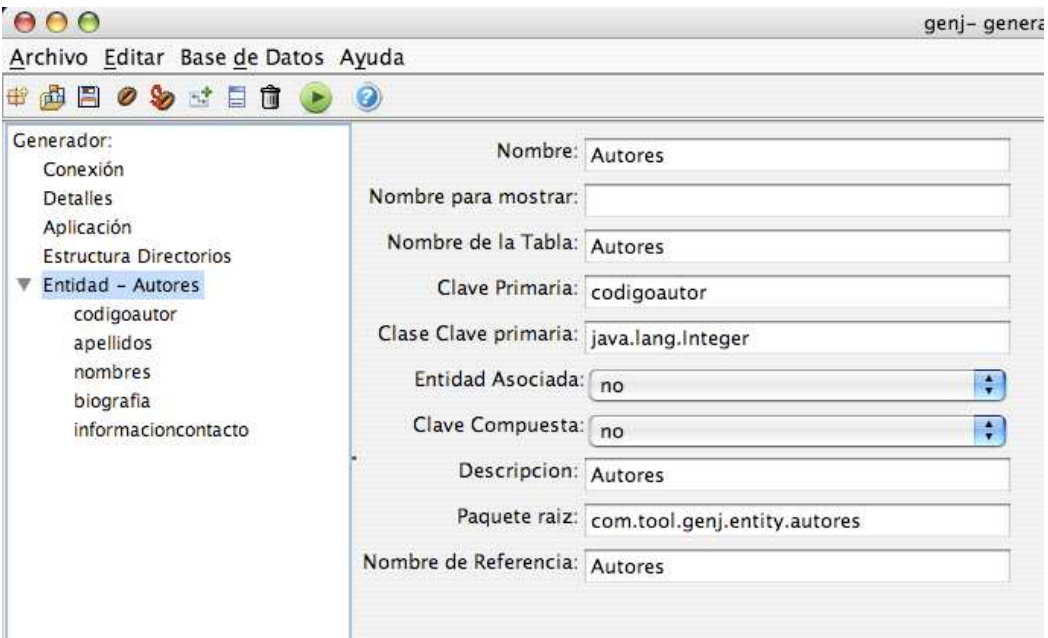 genj- genera
Archivo Editar Base de Datos Ayuda
Generador:
Conexión
Detalles
Aplicación
Estructura Directorios
Entidad - Autores
codigoautor
apellidos
nombres
biografia
informacioncontacto
Nombre: Autores
Nombre para mostrar:
Nombre de la Tabla: Autores
Clave Primaria: codigoautor
Clase Clave primaria: java.lang.Integer
Entidad Asociada: no
Clave Compuesta: no
Descripcion: Autores
Paquete raiz: com.tool.genj.entity.autores
Nombre de Referencia: Autores